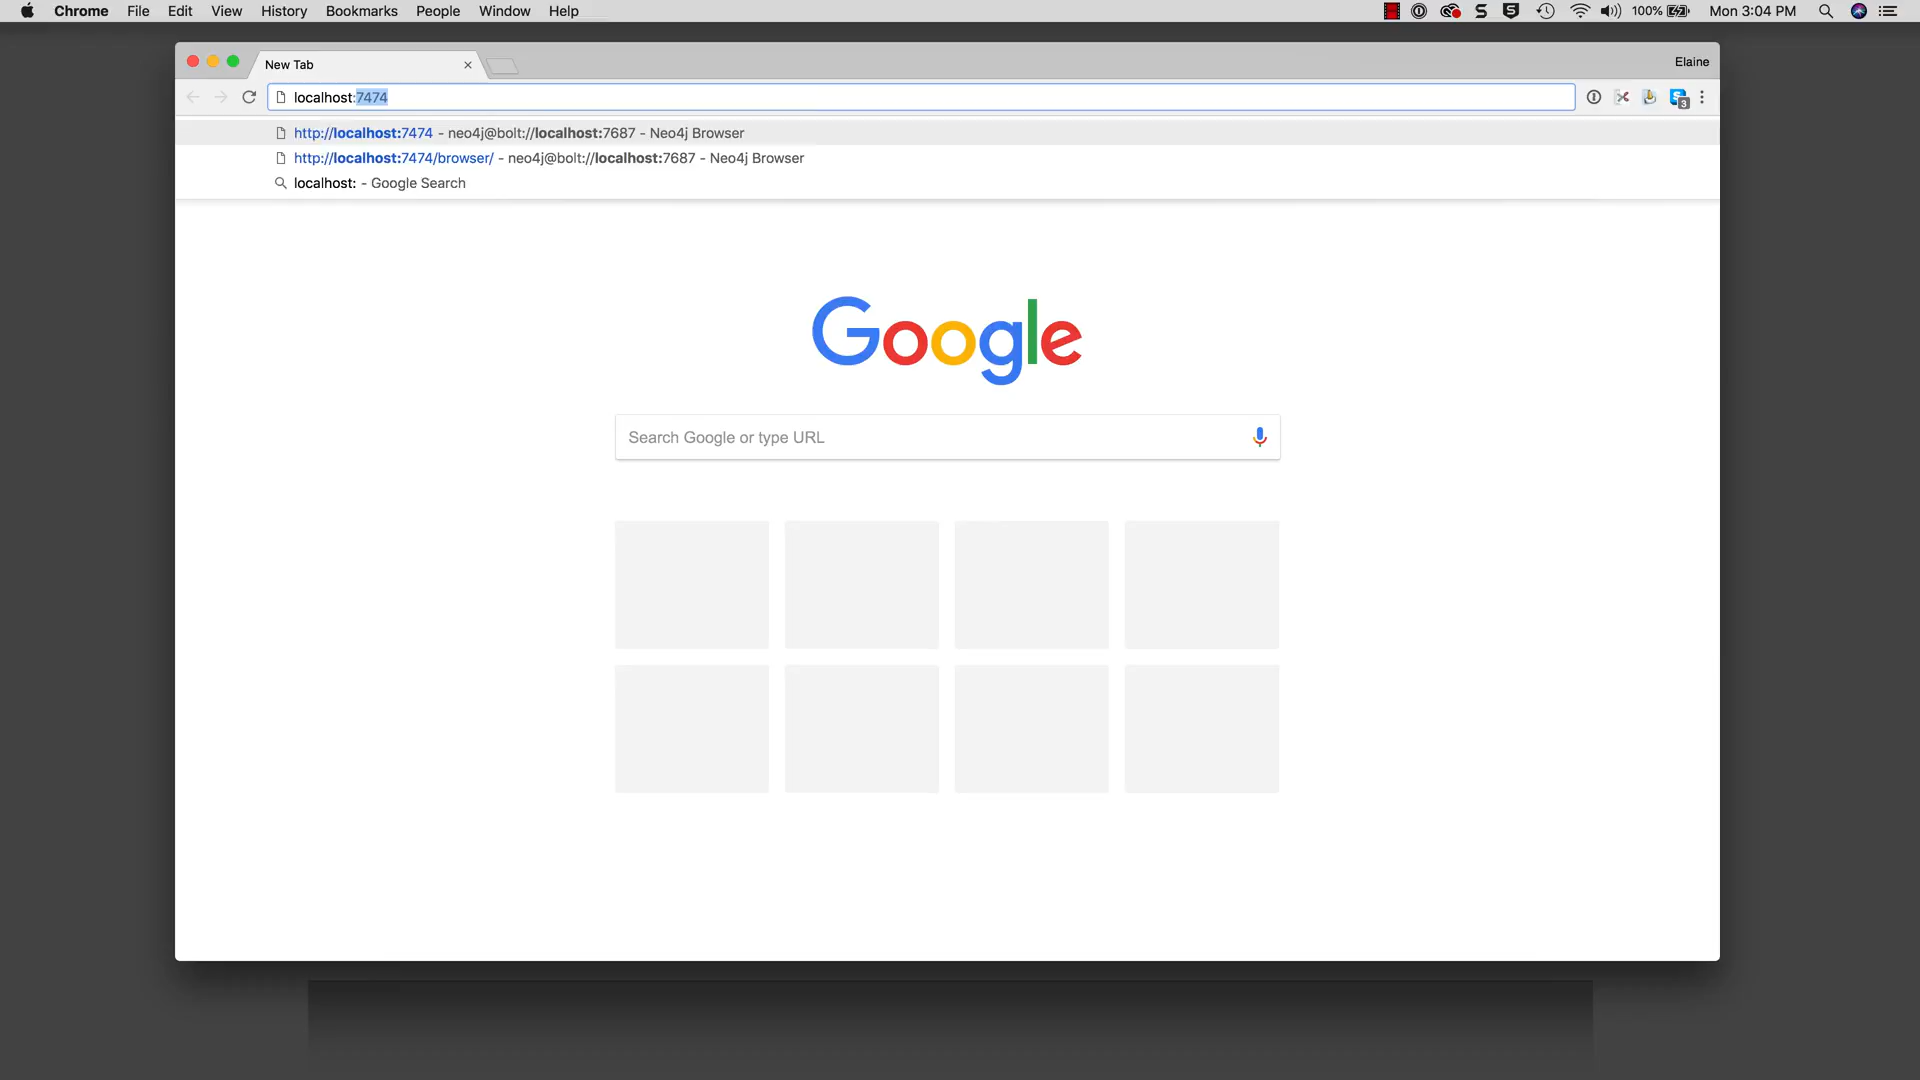 Chrome File Edit View History Bookmarks People Window Help 100% Mon 3:04 PM
New Tab Elaine
localhost:7474
3
http://localhost:7474 - neo4j@bolt://localhost:7687 - Neo4j Browser
http://localhost:7474/browser/ - neo4j@bolt://localhost:7687 - Neo4j Browser
localhost: - Google Search
Google
Search Google or type URL